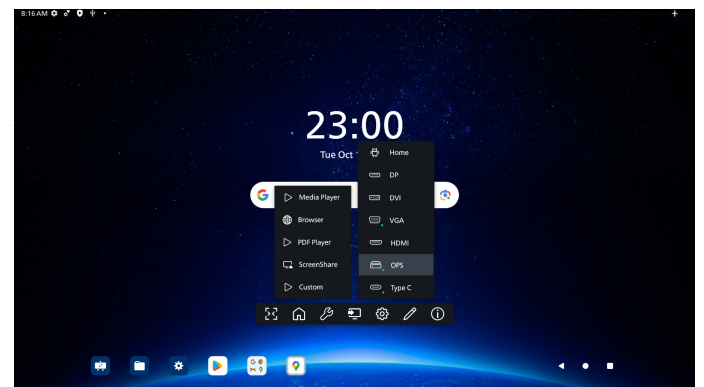 8:16 AM
23:00
Tue Oct
Home
DP
DVI
VGA
HDMI
OPS
Type C
Media Player
Browser
PDF Player
ScreenShare
Custom